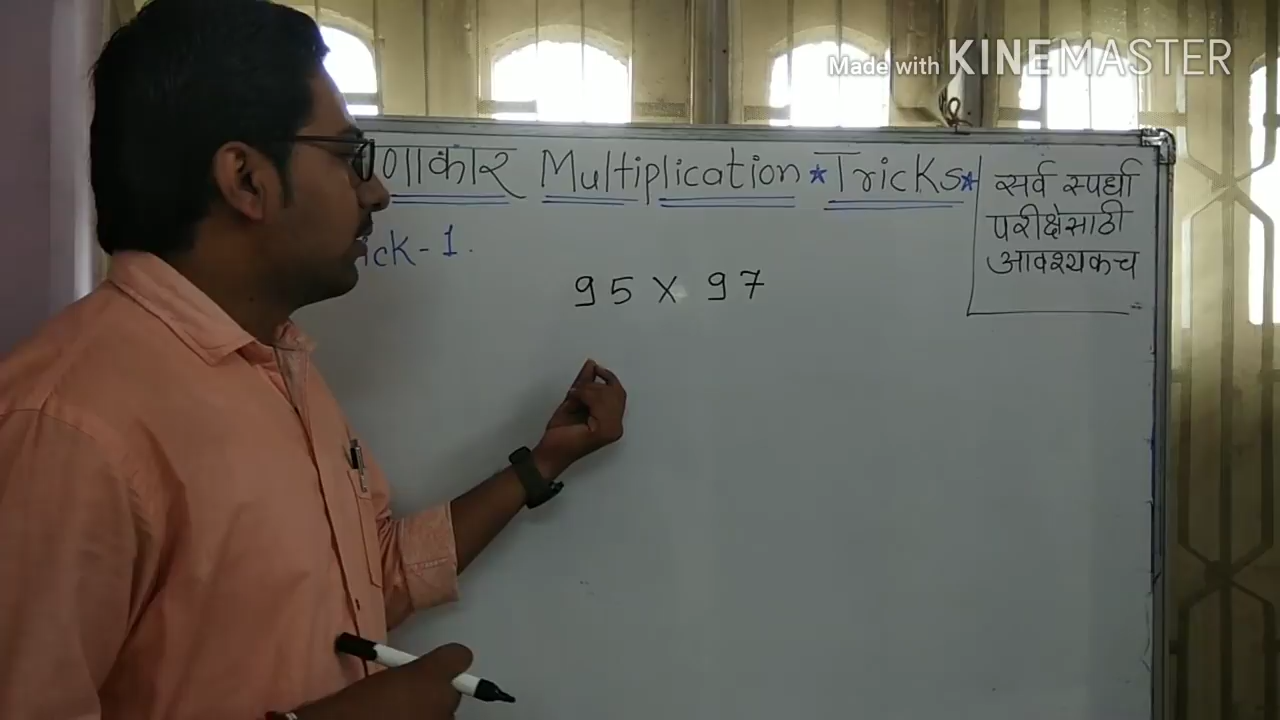 Made with KINEMASTER
णाकार Multiplication * Tricks *
ick - 1.
95 X 97
सर्व स्पर्धा
परीक्षेसाठी
आवश्यकच